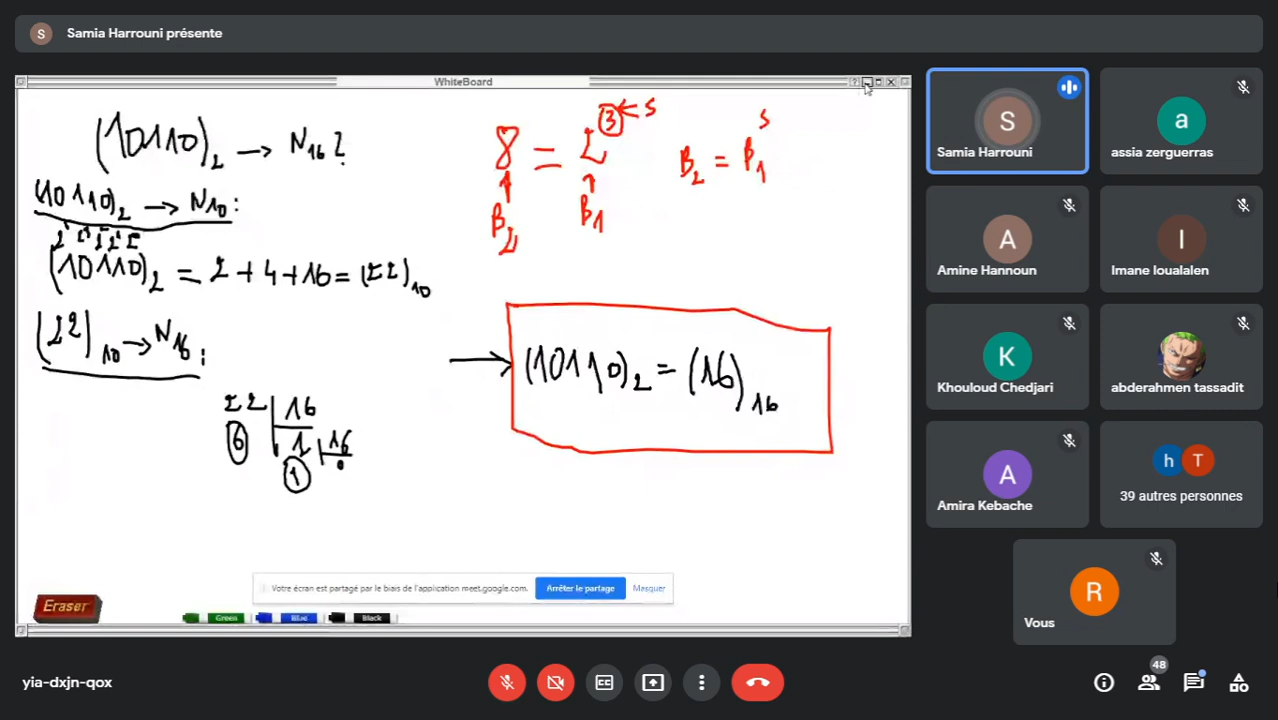 Samia Harrouni présente
WhiteBoard
(10110)₂ → N₁₆ ?
(10110)₂ → N₁₀ :
(10110)₂ = 2 + 4 + 16 = (22)₁₀
(22)₁₀ → N₁₆ :
22 | 16
6 1 | 16
1 0
8 = 2³ ← s
B₂ B₁
B₂ = B₁ˢ
→ (10110)₂ = (16)₁₆
Votre écran est partagé par le biais de l'application meet.google.com.
Arrêter le partage
Masquer
Eraser
Green
Blue
Black
S
Samia Harrouni
a
assia zerguerras
A
Amine Hannoun
I
Imane loualalen
K
Khouloud Chedjari
abderahmen tassadit
A
Amira Kebache
h T
39 autres personnes
R
Vous
yia-dxjn-qox
48